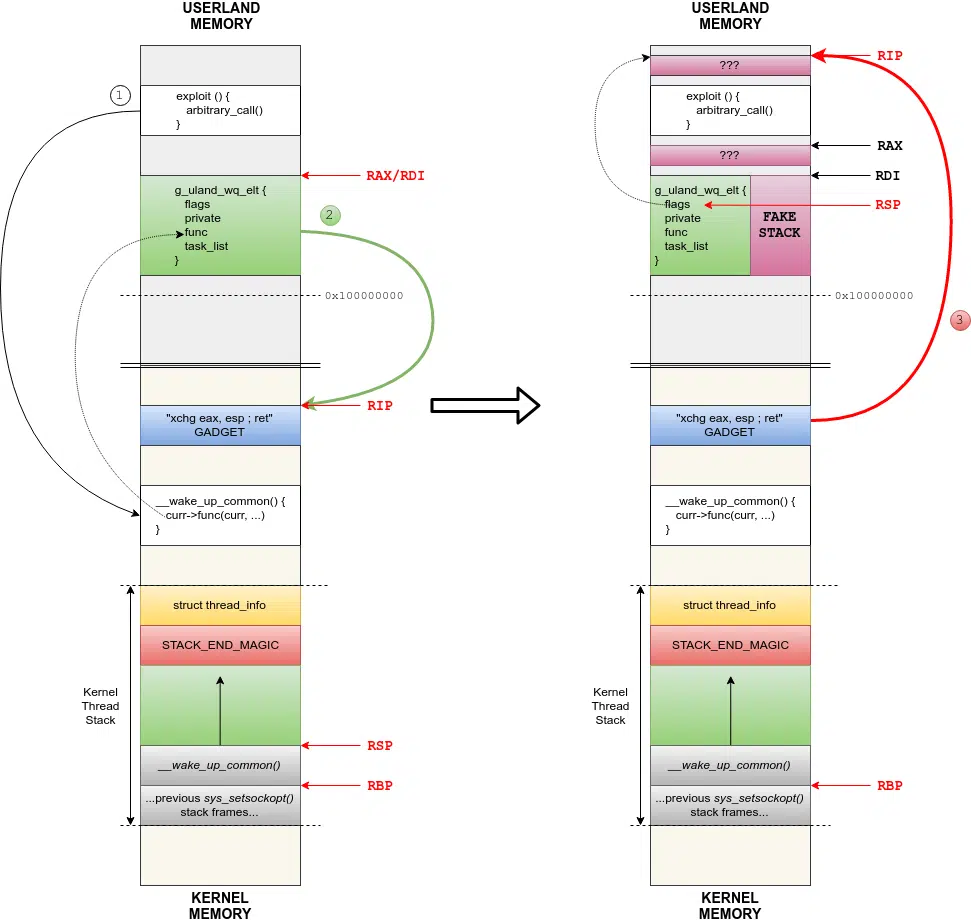 USERLAND
MEMORY
1
exploit () {
arbitrary_call()
}
RAX/RDI
g_uland_wq_elt {
flags
private
func
task_list
}
2
0x100000000
RIP
"xchg eax, esp ; ret"
GADGET
__wake_up_common() {
curr->func(curr, ...)
}
struct thread_info
STACK_END_MAGIC
Kernel
Thread
Stack
RSP
__wake_up_common()
RBP
...previous sys_setsockopt()
stack frames...
KERNEL
MEMORY
USERLAND
MEMORY
RIP
???
exploit () {
arbitrary_call()
}
RAX
???
RDI
g_uland_wq_elt {
flags
private
func
task_list
}
RSP
FAKE
STACK
0x100000000
3
"xchg eax, esp ; ret"
GADGET
__wake_up_common() {
curr->func(curr, ...)
}
struct thread_info
STACK_END_MAGIC
Kernel
Thread
Stack
__wake_up_common()
RBP
...previous sys_setsockopt()
stack frames...
KERNEL
MEMORY